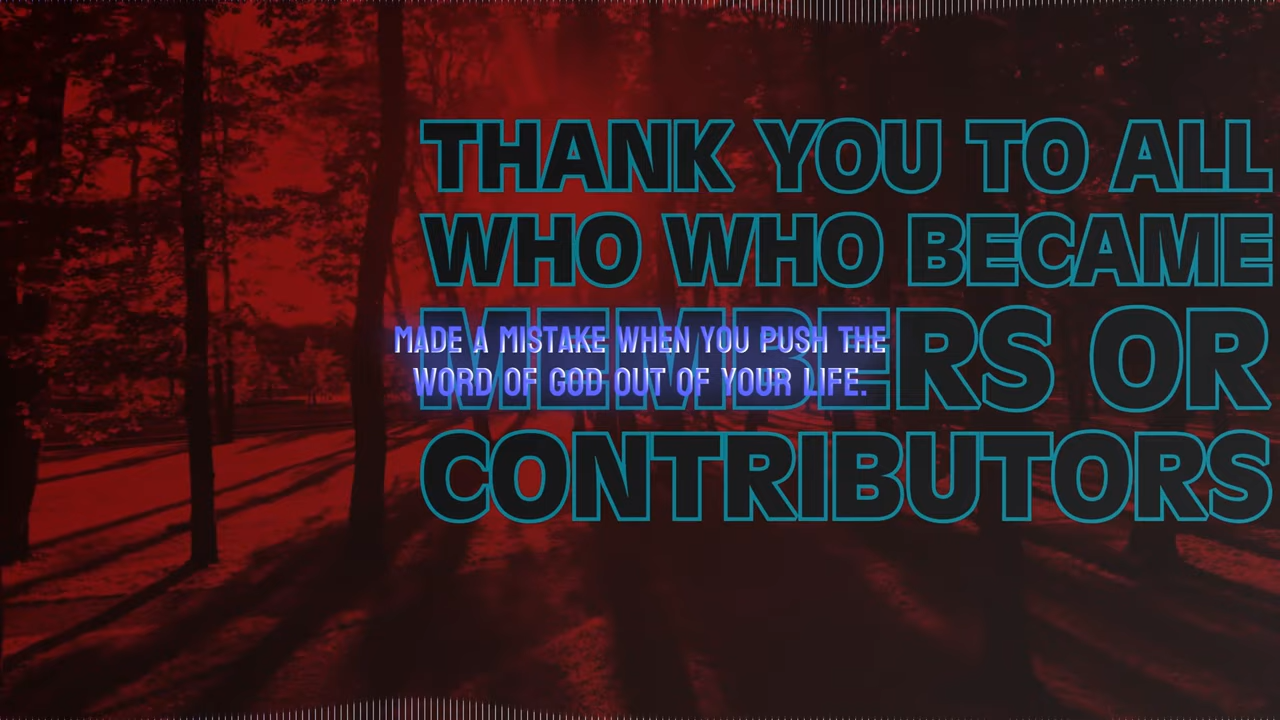 THANK YOU TO ALL
WHO WHO BECAME
MEMBERS OR
CONTRIBUTORS
MADE A MISTAKE WHEN YOU PUSH THE
WORD OF GOD OUT OF YOUR LIFE.